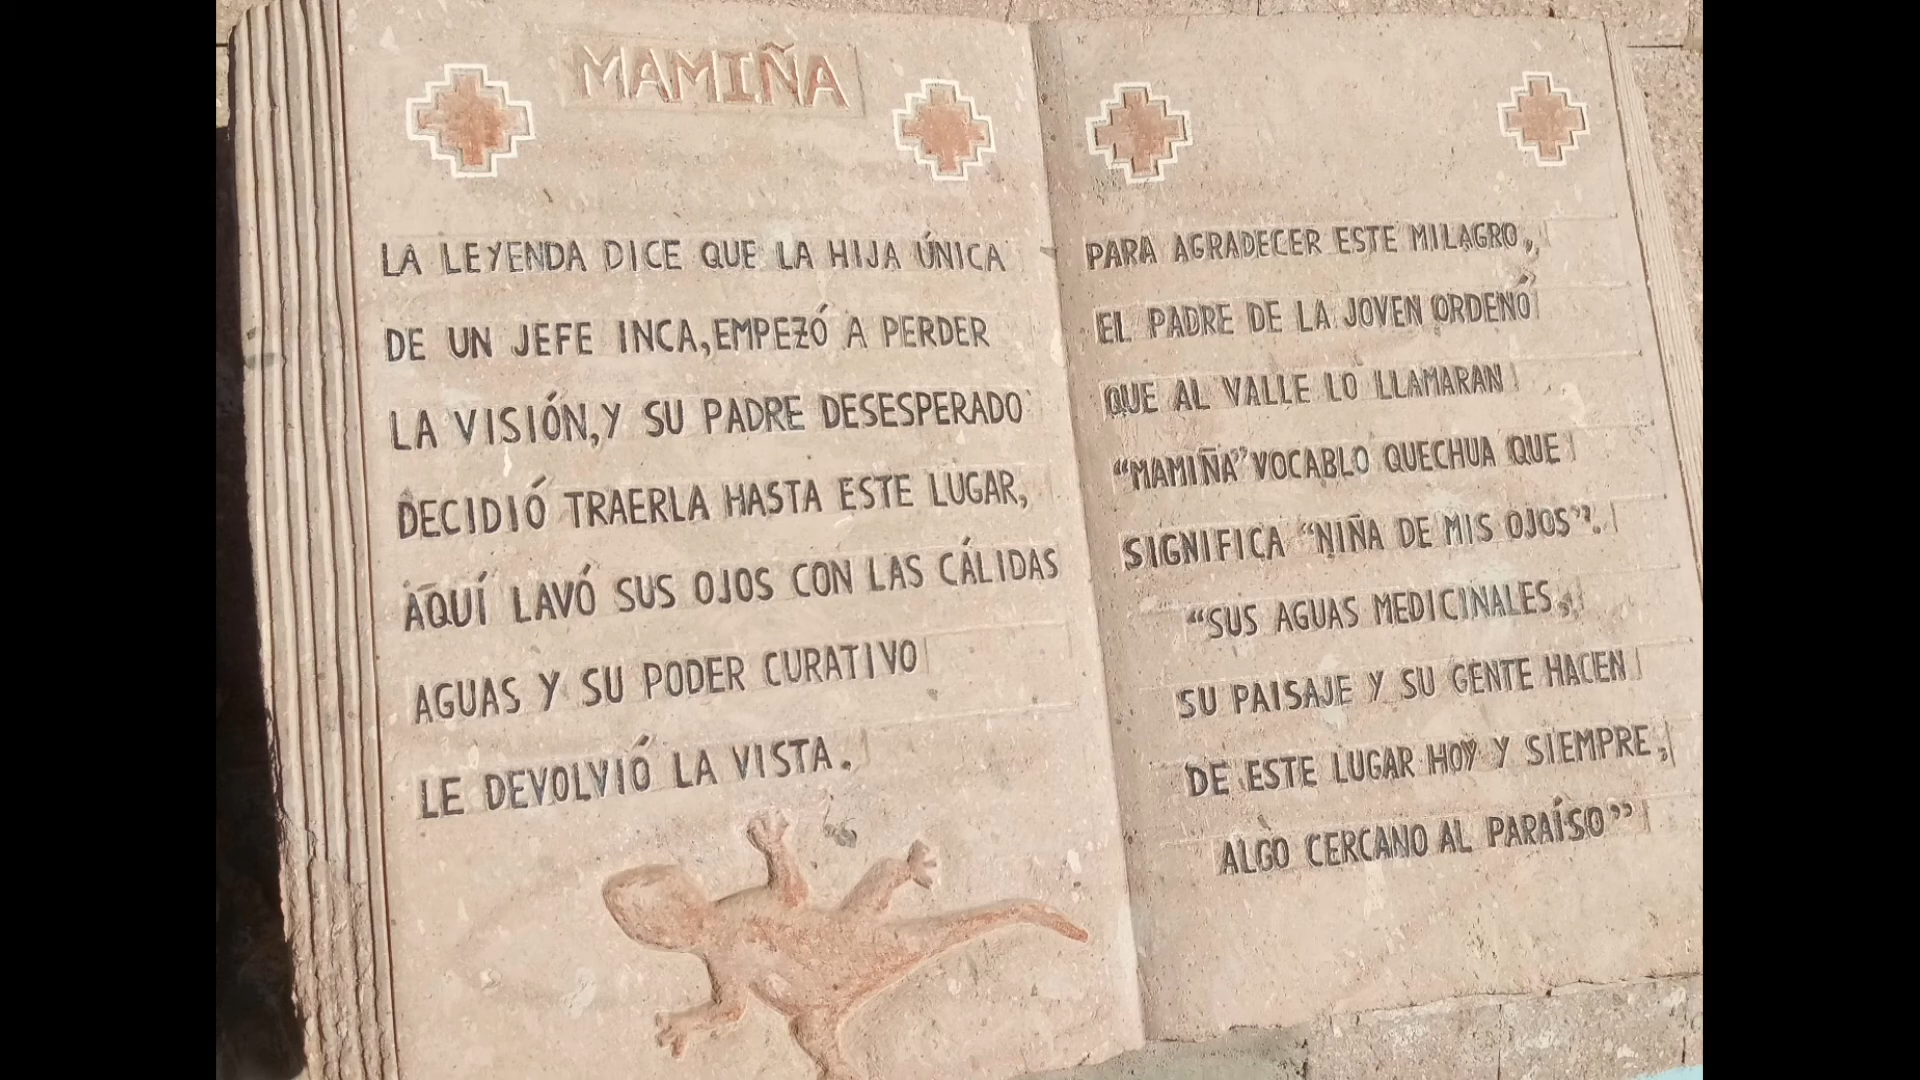 MAMIÑA
LA LEYENDA DICE QUE LA HIJA ÚNICA
DE UN JEFE INCA, EMPEZÓ A PERDER
LA VISIÓN, Y SU PADRE DESESPERADO
DECIDIÓ TRAERLA HASTA ESTE LUGAR,
AQUÍ LAVÓ SUS OJOS CON LAS CÁLIDAS
AGUAS Y SU PODER CURATIVO
LE DEVOLVIÓ LA VISTA.
PARA AGRADECER ESTE MILAGRO,
EL PADRE DE LA JOVEN ORDENÓ
QUE AL VALLE LO LLAMARAN
“MAMIÑA” VOCABLO QUECHUA QUE
SIGNIFICA “NIÑA DE MIS OJOS”.
“SUS AGUAS MEDICINALES,
SU PAISAJE Y SU GENTE HACEN
DE ESTE LUGAR HOY Y SIEMPRE,
ALGO CERCANO AL PARAÍSO”